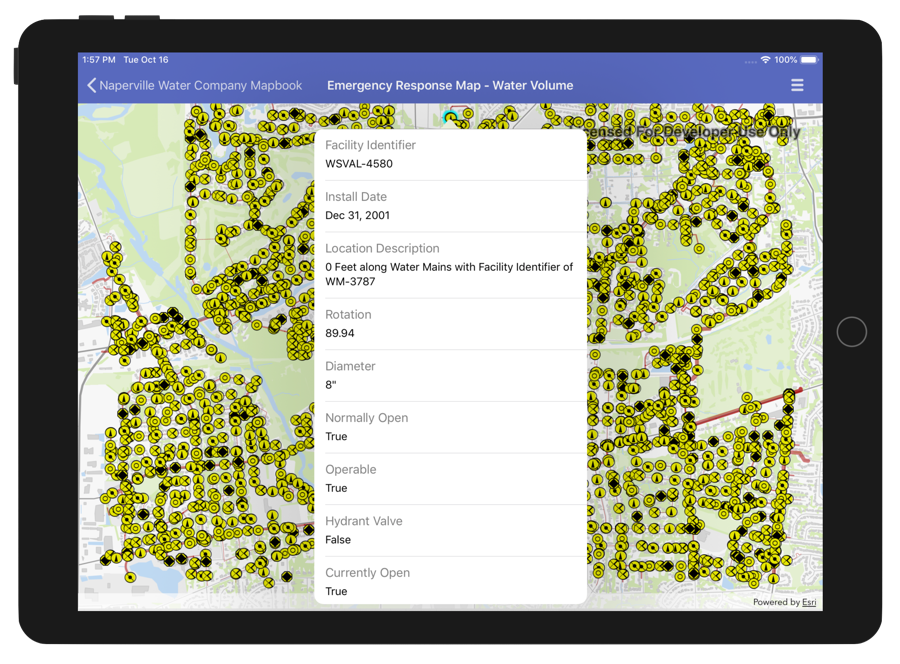 1:57 PM Tue Oct 16
100%
Naperville Water Company Mapbook
Emergency Response Map - Water Volume
For Developer Use Only
Facility Identifier
WSVAL-4580
Install Date
Dec 31, 2001
Location Description
0 Feet along Water Mains with Facility Identifier of
WM-3787
Rotation
89.94
Diameter
8"
Normally Open
True
Operable
True
Hydrant Valve
False
Currently Open
True
Powered by Esri